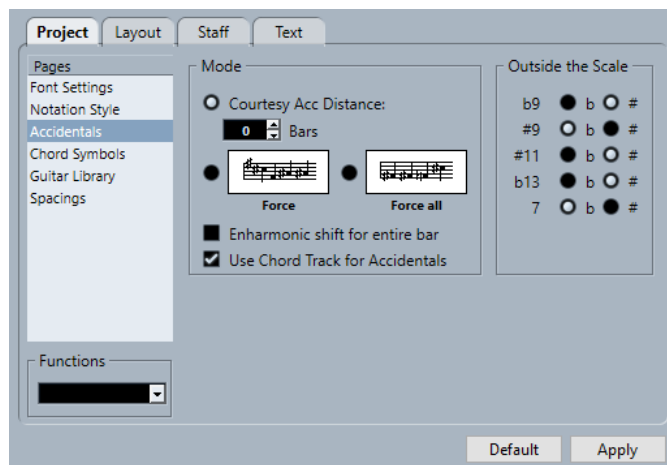 Project Layout Staff Text
Pages
Font Settings
Notation Style
Accidentals
Chord Symbols
Guitar Library
Spacings
Functions
Mode
Courtesy Acc Distance:
0 Bars
Force Force all
Enharmonic shift for entire bar
Use Chord Track for Accidentals
Outside the Scale
b9 b #
#9 b #
#11 b #
b13 b #
7 b #
Default Apply